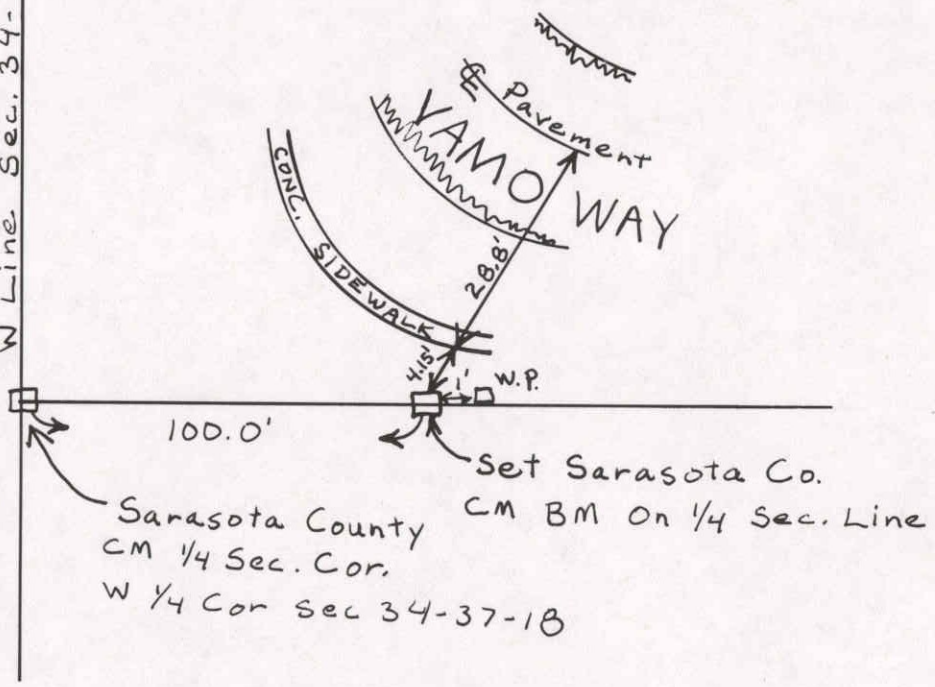 W Line Sec. 34-
℄ Pavement
VAMO WAY
CONC. SIDEWALK
28.8'
4.15'
1'
W.P.
100.0'
Set Sarasota Co.
CM BM On 1/4 Sec. Line
Sarasota County
CM 1/4 Sec. Cor.
W 1/4 Cor Sec 34-37-18